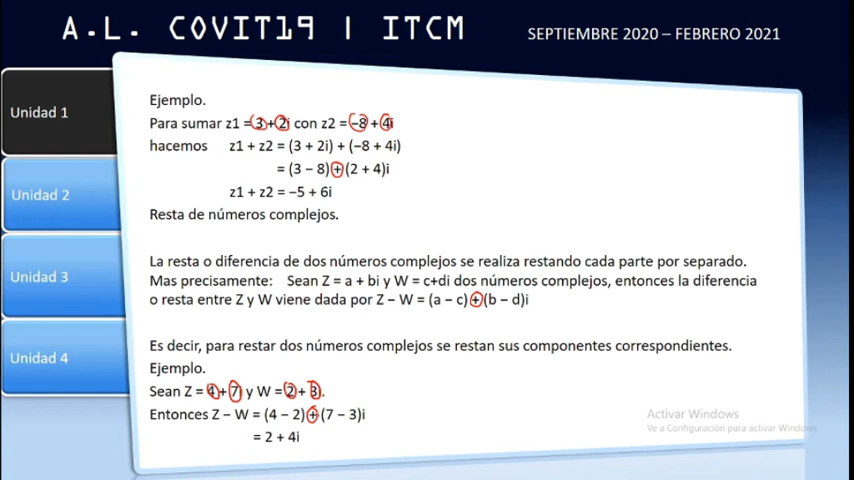 A.L. COVIT19 | ITCM
SEPTIEMBRE 2020 – FEBRERO 2021
Unidad 1
Unidad 2
Unidad 3
Unidad 4
Ejemplo.
Para sumar z1 = 3 + 2i con z2 = −8 + 4i
hacemos z1 + z2 = (3 + 2i) + (−8 + 4i)
= (3 − 8) + (2 + 4)i
z1 + z2 = −5 + 6i
Resta de números complejos.
La resta o diferencia de dos números complejos se realiza restando cada parte por separado.
Mas precisamente: Sean Z = a + bi y W = c+di dos números complejos, entonces la diferencia
o resta entre Z y W viene dada por Z − W = (a − c) + (b − d)i
Es decir, para restar dos números complejos se restan sus componentes correspondientes.
Ejemplo.
Sean Z = 4 + 7i y W = 2 + 3i.
Entonces Z − W = (4 − 2) + (7 − 3)i
= 2 + 4i
Activar Windows
Ve a Configuración para activar Windows.